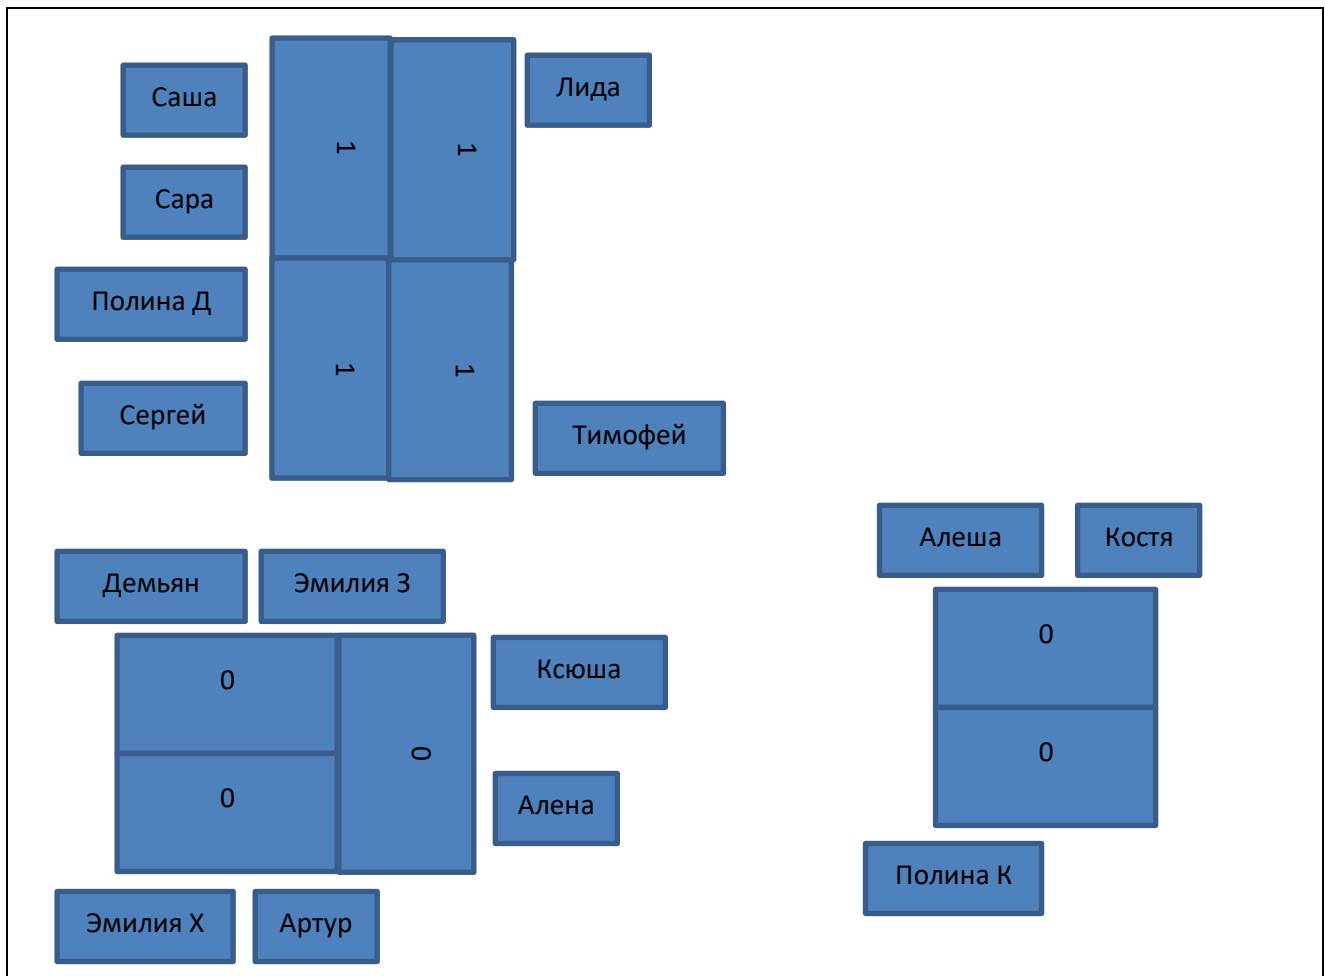 Саша
Лида
1
1
Сара
Полина Д
Сергей
1
1
Тимофей
Алеша
Костя
Демьян
Эмилия З
0
0
Ксюша
0
0
0
Алена
Полина К
Эмилия Х
Артур